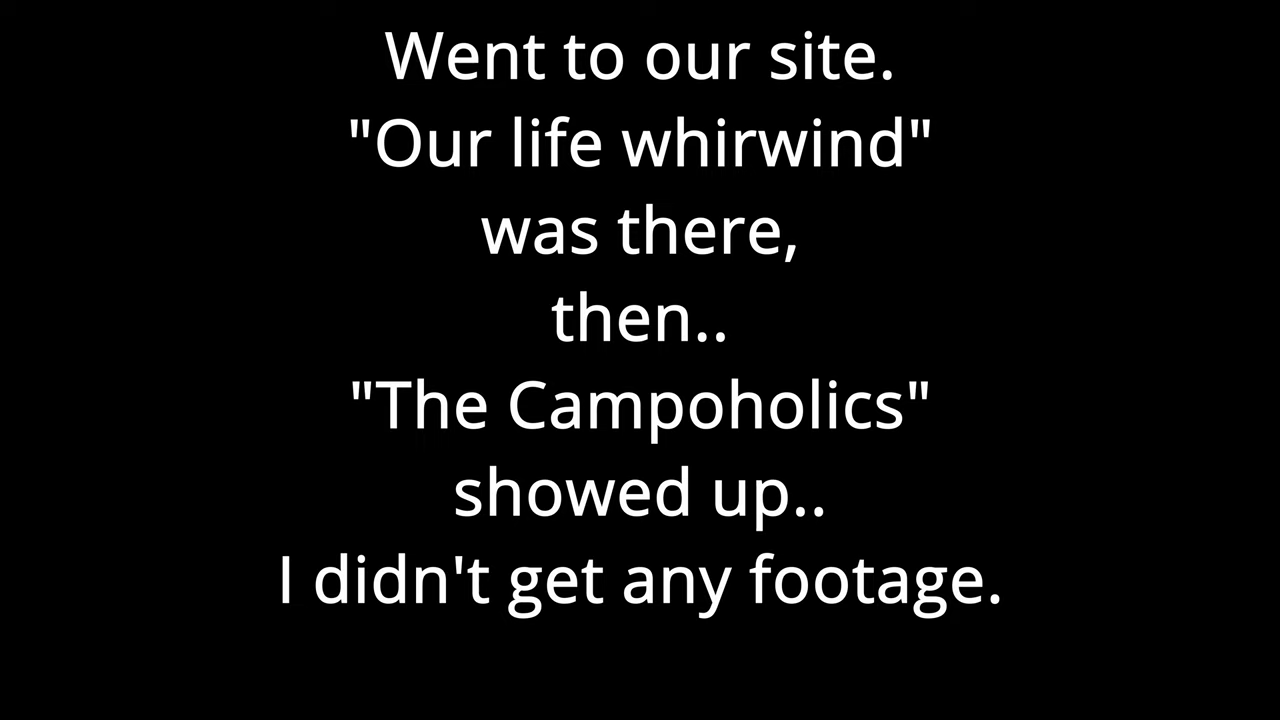 Went to our site.
"Our life whirwind"
was there,
then..
"The Campoholics"
showed up..
I didn't get any footage.